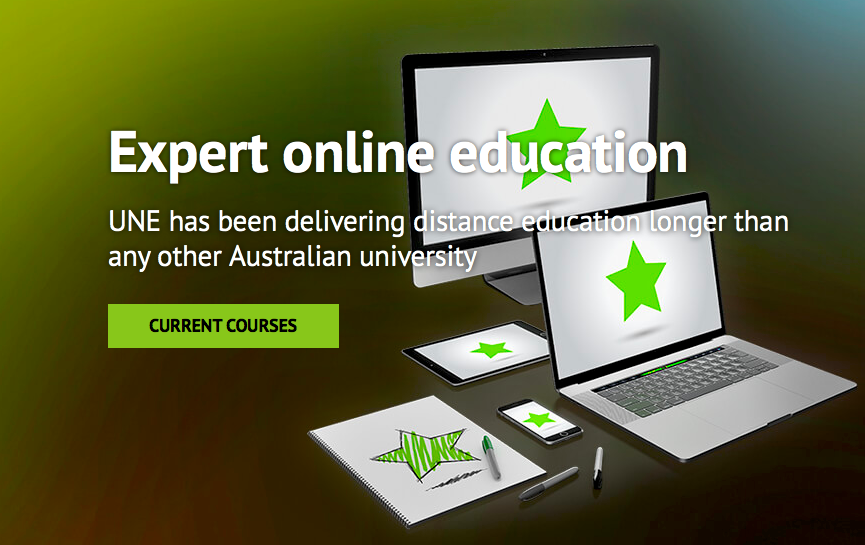 Expert online education
UNE has been delivering distance education longer than
any other Australian university
CURRENT COURSES